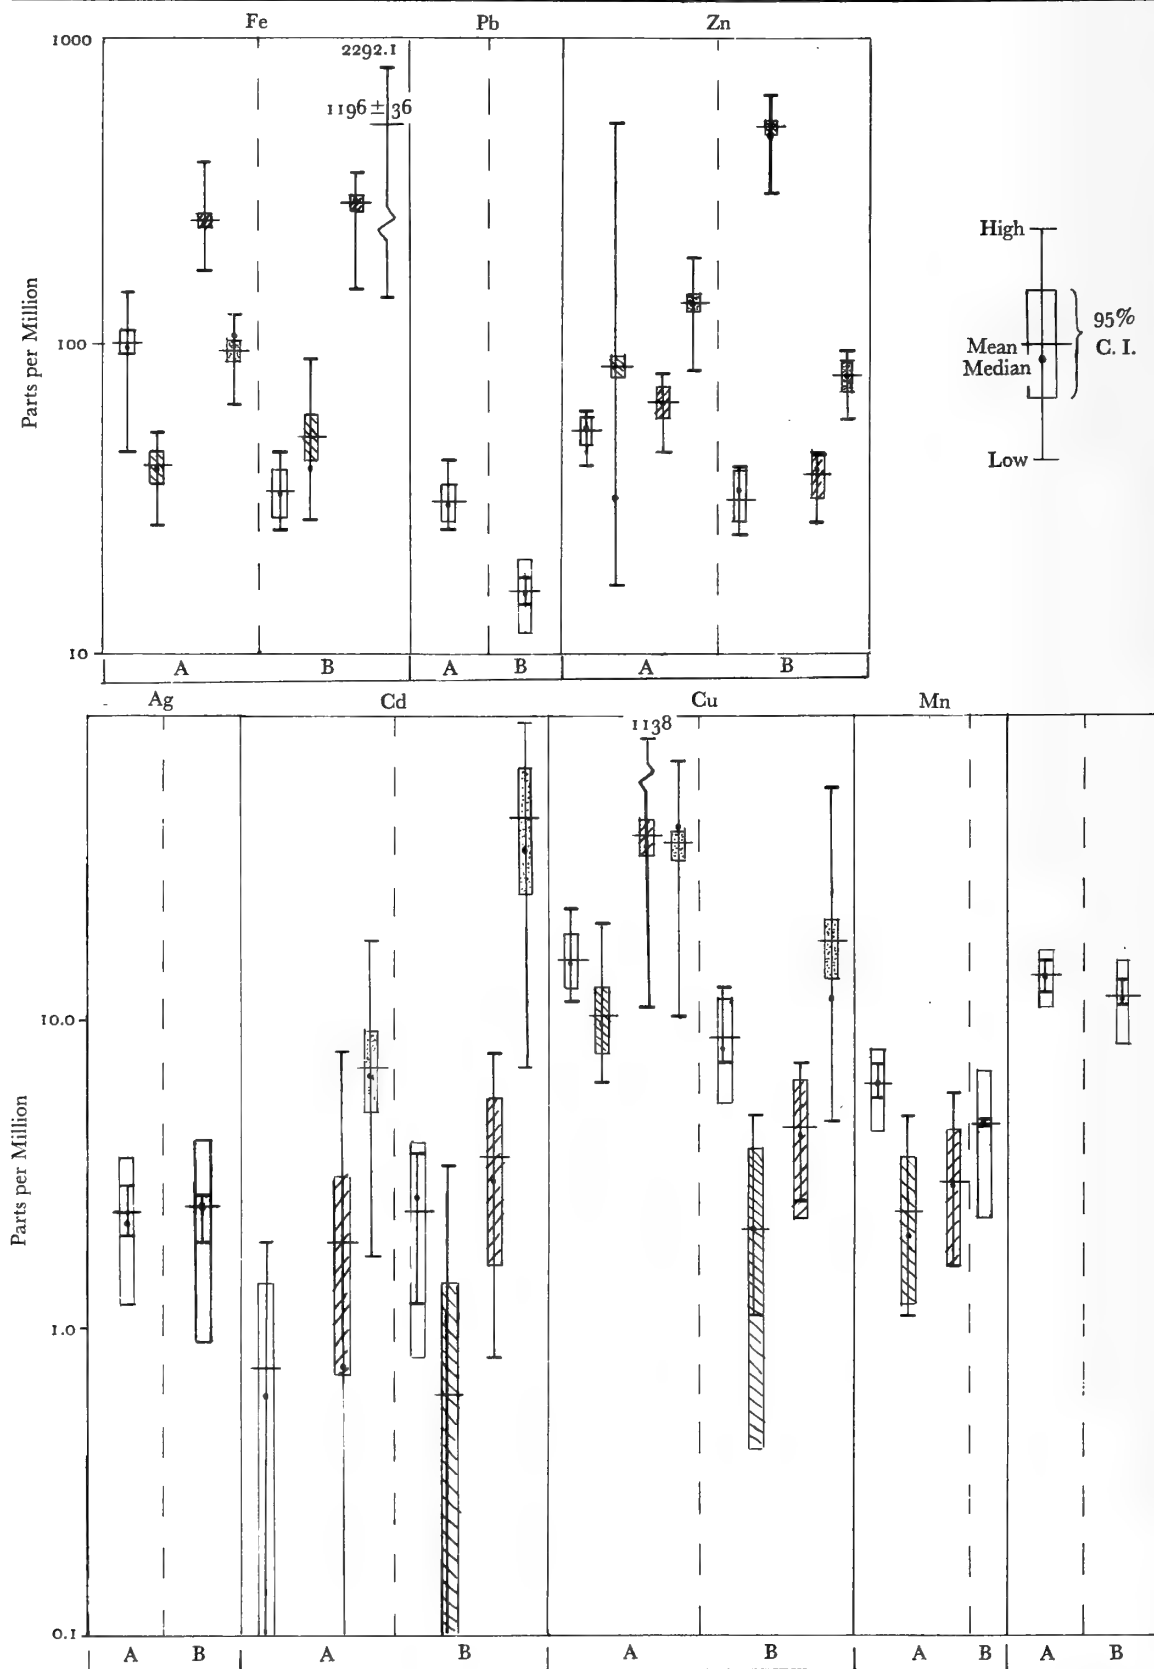 Fe Pb Zn
1000
2292.1
1196 ± 36
100
10
Parts per Million
A B A B A B
High
95%
C. I.
Mean
Median
Low
Ag Cd Cu Mn
1138
10.0
1.0
0.1
Parts per Million
A B A B A B A B A B